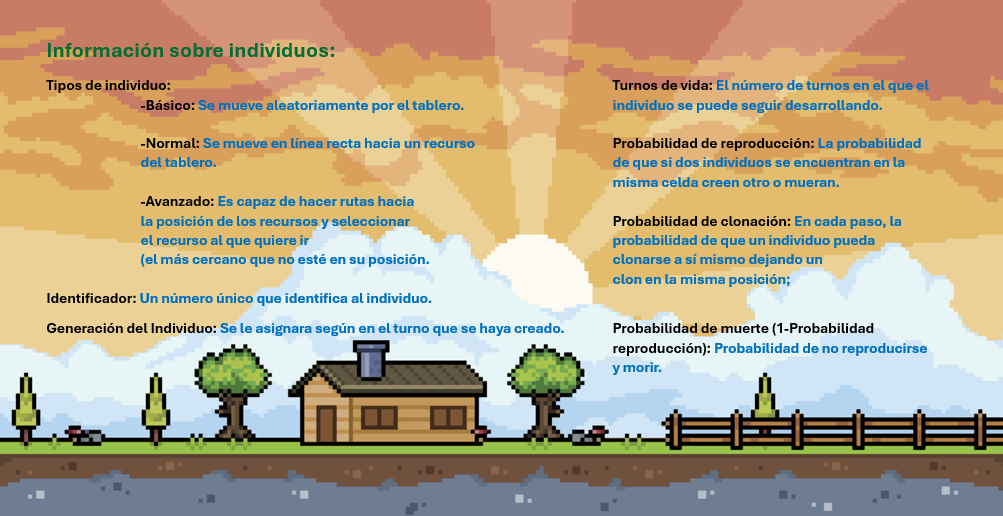 Información sobre individuos:
Tipos de individuo:
-Básico: Se mueve aleatoriamente por el tablero.
-Normal: Se mueve en línea recta hacia un recurso
del tablero.
-Avanzado: Es capaz de hacer rutas hacia
la posición de los recursos y seleccionar
el recurso al que quiere ir
(el más cercano que no esté en su posición.
Identificador: Un número único que identifica al individuo.
Generación del Individuo: Se le asignara según en el turno que se haya creado.
Turnos de vida: El número de turnos en el que el
individuo se puede seguir desarrollando.
Probabilidad de reproducción: La probabilidad
de que si dos individuos se encuentran en la
misma celda creen otro o mueran.
Probabilidad de clonación: En cada paso, la
probabilidad de que un individuo pueda
clonarse a sí mismo dejando un
clon en la misma posición;
Probabilidad de muerte (1-Probabilidad
reproducción): Probabilidad de no reproducirse
y morir.